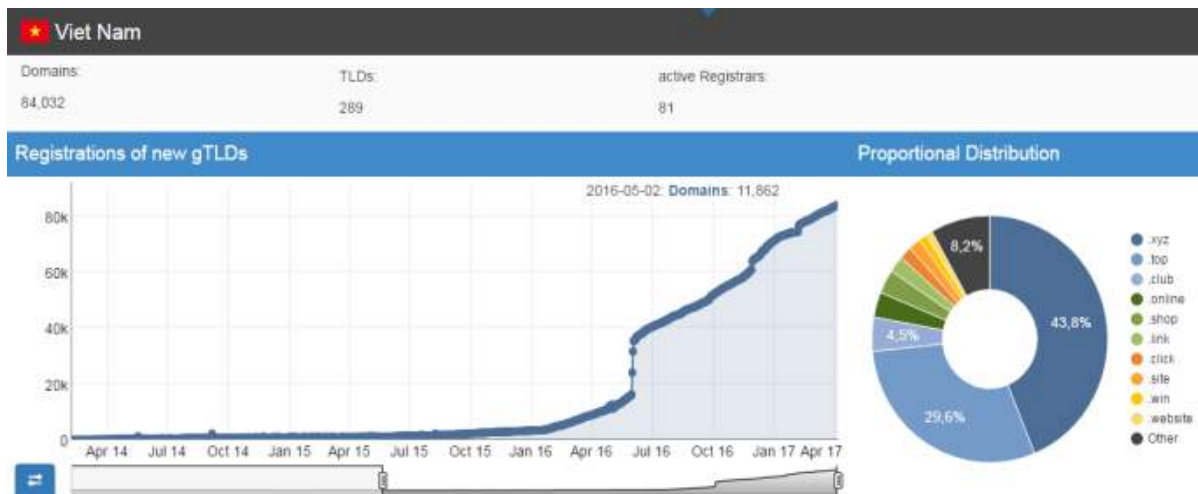 Viet Nam
Domains:
TLDs:
active Registrars:
84,032
289
81
Registrations of new gTLDs
Proportional Distribution
2016-05-02: Domains: 11,862
80k
60k
40k
20k
0
Apr 14 Jul 14 Oct 14 Jan 15 Apr 15 Jul 15 Oct 15 Jan 16 Apr 16 Jul 16 Oct 16 Jan 17 Apr 17
8,2%
43,8%
4,5%
29,6%
.xyz
.top
.club
.online
.shop
.link
.click
.site
.win
.website
Other